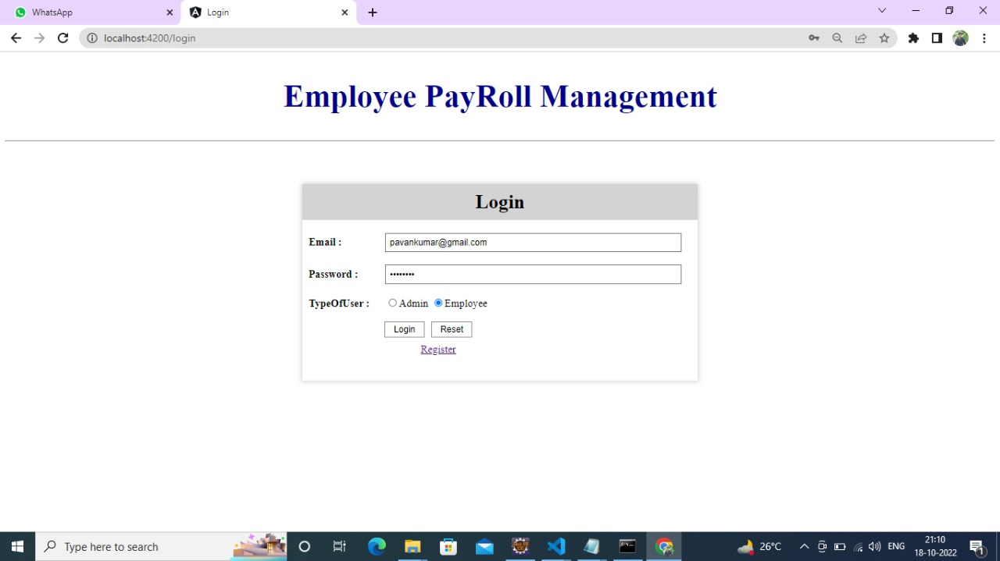 WhatsApp
Login
localhost:4200/login
Employee PayRoll Management
Login
Email : pavankumar@gmail.com
Password : ••••••••
TypeOfUser : Admin Employee
Login Reset
Register
Type here to search
26°C
ENG
21:10
18-10-2022
1